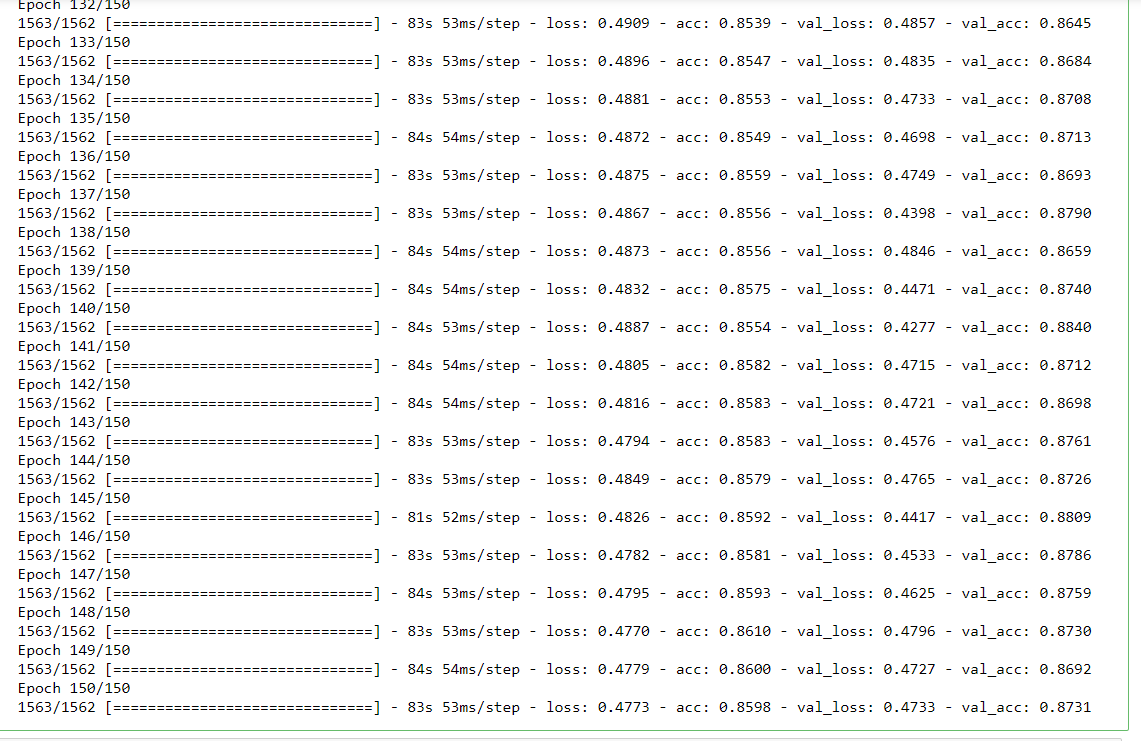 Epoch 132/150
1563/1562 [==============================] - 83s 53ms/step - loss: 0.4909 - acc: 0.8539 - val_loss: 0.4857 - val_acc: 0.8645
Epoch 133/150
1563/1562 [==============================] - 83s 53ms/step - loss: 0.4896 - acc: 0.8547 - val_loss: 0.4835 - val_acc: 0.8684
Epoch 134/150
1563/1562 [==============================] - 83s 53ms/step - loss: 0.4881 - acc: 0.8553 - val_loss: 0.4733 - val_acc: 0.8708
Epoch 135/150
1563/1562 [==============================] - 84s 54ms/step - loss: 0.4872 - acc: 0.8549 - val_loss: 0.4698 - val_acc: 0.8713
Epoch 136/150
1563/1562 [==============================] - 83s 53ms/step - loss: 0.4875 - acc: 0.8559 - val_loss: 0.4749 - val_acc: 0.8693
Epoch 137/150
1563/1562 [==============================] - 83s 53ms/step - loss: 0.4867 - acc: 0.8556 - val_loss: 0.4398 - val_acc: 0.8790
Epoch 138/150
1563/1562 [==============================] - 84s 54ms/step - loss: 0.4873 - acc: 0.8556 - val_loss: 0.4846 - val_acc: 0.8659
Epoch 139/150
1563/1562 [==============================] - 84s 54ms/step - loss: 0.4832 - acc: 0.8575 - val_loss: 0.4471 - val_acc: 0.8740
Epoch 140/150
1563/1562 [==============================] - 84s 53ms/step - loss: 0.4887 - acc: 0.8554 - val_loss: 0.4277 - val_acc: 0.8840
Epoch 141/150
1563/1562 [==============================] - 84s 54ms/step - loss: 0.4805 - acc: 0.8582 - val_loss: 0.4715 - val_acc: 0.8712
Epoch 142/150
1563/1562 [==============================] - 84s 54ms/step - loss: 0.4816 - acc: 0.8583 - val_loss: 0.4721 - val_acc: 0.8698
Epoch 143/150
1563/1562 [==============================] - 83s 53ms/step - loss: 0.4794 - acc: 0.8583 - val_loss: 0.4576 - val_acc: 0.8761
Epoch 144/150
1563/1562 [==============================] - 83s 53ms/step - loss: 0.4849 - acc: 0.8579 - val_loss: 0.4765 - val_acc: 0.8726
Epoch 145/150
1563/1562 [==============================] - 81s 52ms/step - loss: 0.4826 - acc: 0.8592 - val_loss: 0.4417 - val_acc: 0.8809
Epoch 146/150
1563/1562 [==============================] - 83s 53ms/step - loss: 0.4782 - acc: 0.8581 - val_loss: 0.4533 - val_acc: 0.8786
Epoch 147/150
1563/1562 [==============================] - 84s 53ms/step - loss: 0.4795 - acc: 0.8593 - val_loss: 0.4625 - val_acc: 0.8759
Epoch 148/150
1563/1562 [==============================] - 83s 53ms/step - loss: 0.4770 - acc: 0.8610 - val_loss: 0.4796 - val_acc: 0.8730
Epoch 149/150
1563/1562 [==============================] - 84s 54ms/step - loss: 0.4779 - acc: 0.8600 - val_loss: 0.4727 - val_acc: 0.8692
Epoch 150/150
1563/1562 [==============================] - 83s 53ms/step - loss: 0.4773 - acc: 0.8598 - val_loss: 0.4733 - val_acc: 0.8731